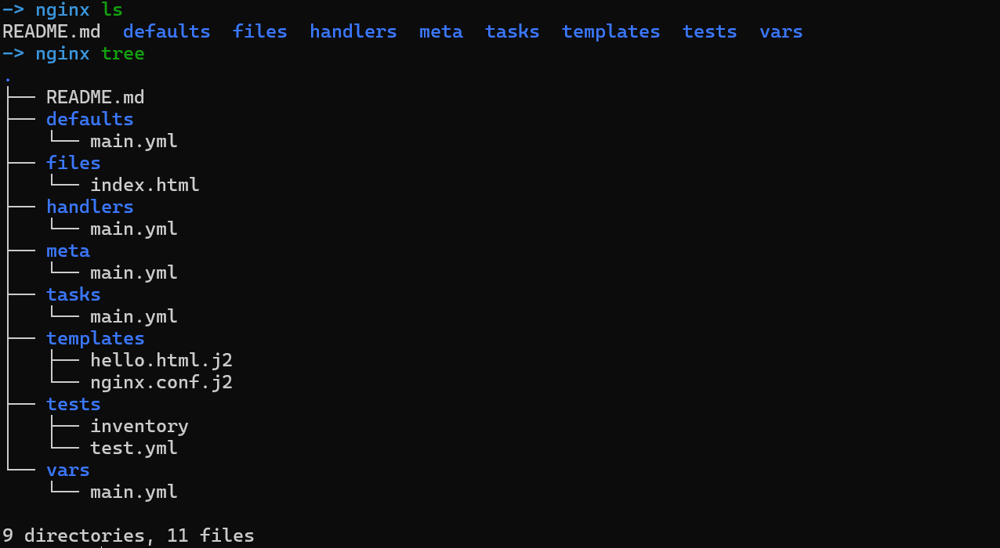 —> nginx ls
README.md  defaults  files  handlers  meta  tasks  templates  tests  vars
—> nginx tree
.
├── README.md
├── defaults
│   └── main.yml
├── files
│   └── index.html
├── handlers
│   └── main.yml
├── meta
│   └── main.yml
├── tasks
│   └── main.yml
├── templates
│   ├── hello.html.j2
│   └── nginx.conf.j2
├── tests
│   ├── inventory
│   └── test.yml
└── vars
    └── main.yml

9 directories, 11 files